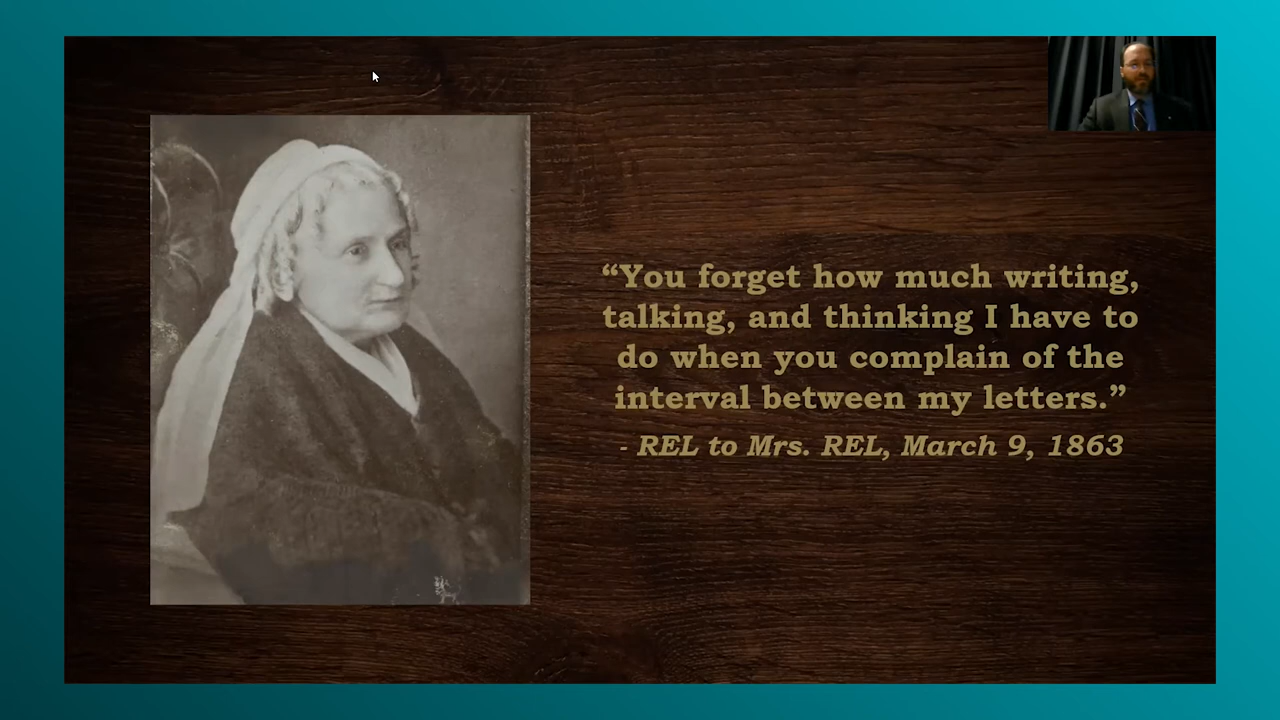 “You forget how much writing,
talking, and thinking I have to
do when you complain of the
interval between my letters.”
- REL to Mrs. REL, March 9, 1863